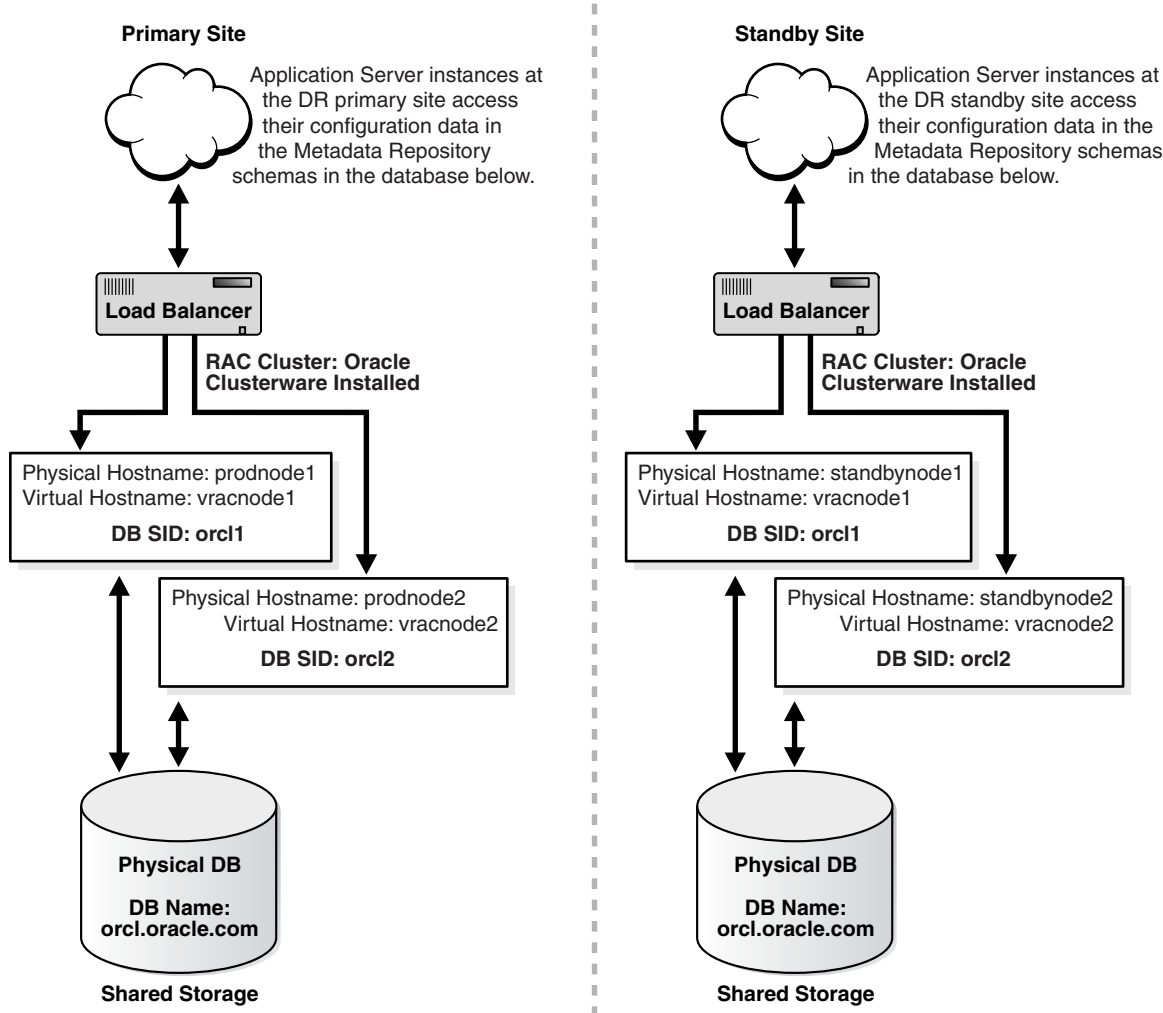 Primary Site
Application Server instances at
the DR primary site access
their configuration data in
the Metadata Repository
schemas in the database below.
Load Balancer
RAC Cluster: Oracle
Clusterware Installed
Physical Hostname: prodnode1
Virtual Hostname: vracnode1
DB SID: orcl1
Physical Hostname: prodnode2
Virtual Hostname: vracnode2
DB SID: orcl2
Physical DB
DB Name:
orcl.oracle.com
Shared Storage
Standby Site
Application Server instances at
the DR standby site access
their configuration data in the
Metadata Repository schemas
in the database below.
Load Balancer
RAC Cluster: Oracle
Clusterware Installed
Physical Hostname: standbynode1
Virtual Hostname: vracnode1
DB SID: orcl1
Physical Hostname: standbynode2
Virtual Hostname: vracnode2
DB SID: orcl2
Physical DB
DB Name:
orcl.oracle.com
Shared Storage